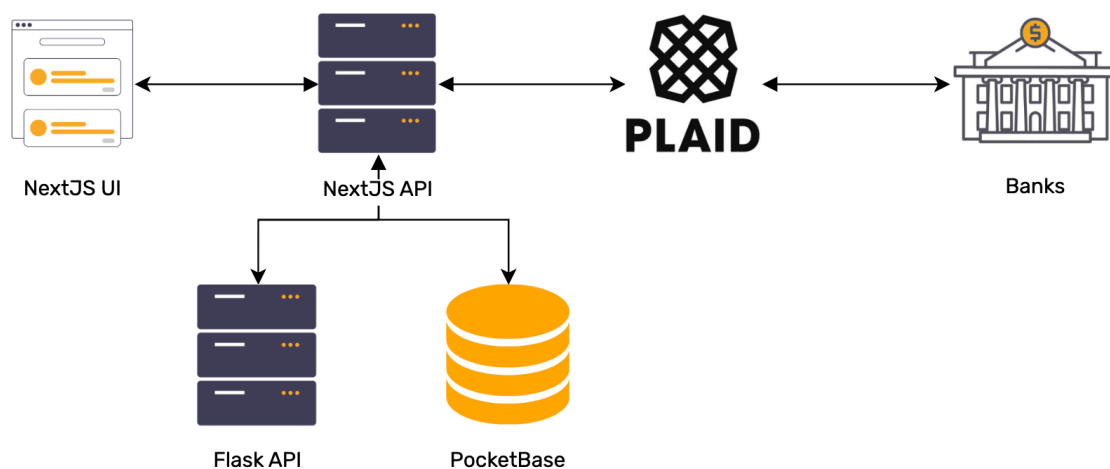 PLAID
NextJS UI
NextJS API
Banks
$
Flask API
PocketBase